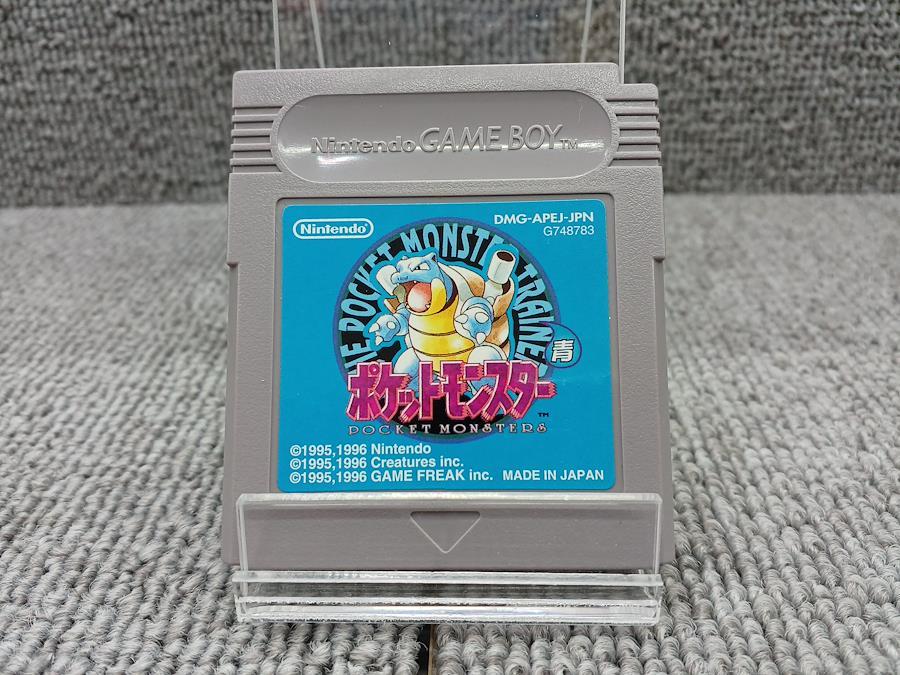 Nintendo GAME BOY™
Nintendo
DMG-APEJ-JPN
G748783
POCKET MONSTER TRAINE
青
ポケットモンスター
™
POCKET MONSTERS
©1995,1996 Nintendo
©1995,1996 Creatures inc.
©1995,1996 GAME FREAK inc. MADE IN JAPAN